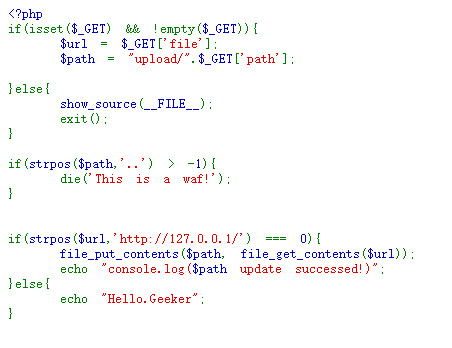 <?php
if(isset($_GET) && !empty($_GET)){
$url = $_GET['file'];
$path = "upload/".$_GET['path'];
}else{
show_source(__FILE__);
exit();
}
if(strpos($path,'..') > -1){
die('This is a waf!');
}
if(strpos($url,'http://127.0.0.1/') === 0){
file_put_contents($path, file_get_contents($url));
echo "console.log($path update successed!)";
}else{
echo "Hello.Geeker";
}